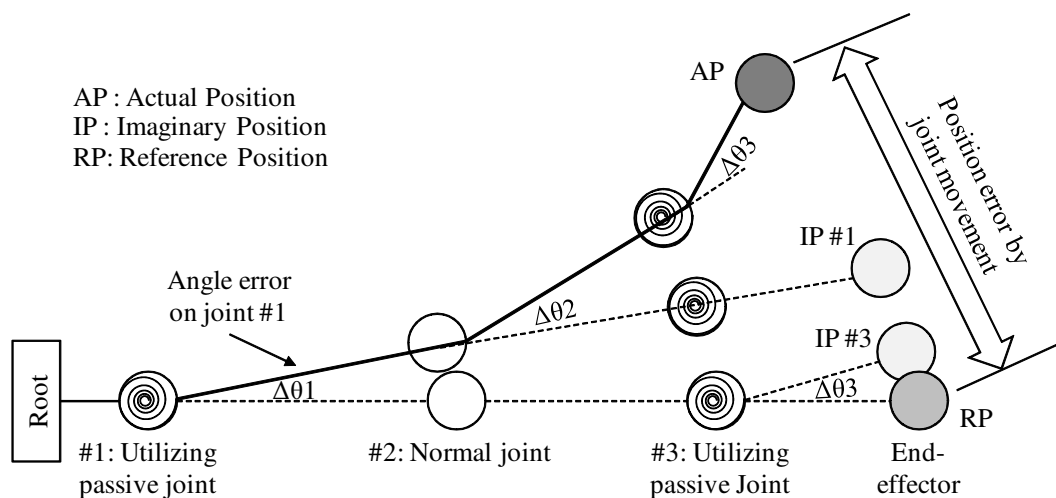 AP : Actual Position
IP : Imaginary Position
RP: Reference Position
AP
Δθ3
Position error by
joint movement
IP #1
Angle error
on joint #1
Δθ2
IP #3
Root
Δθ1
Δθ3
RP
#1: Utilizing
passive joint
#2: Normal joint
#3: Utilizing
passive Joint
End-
effector